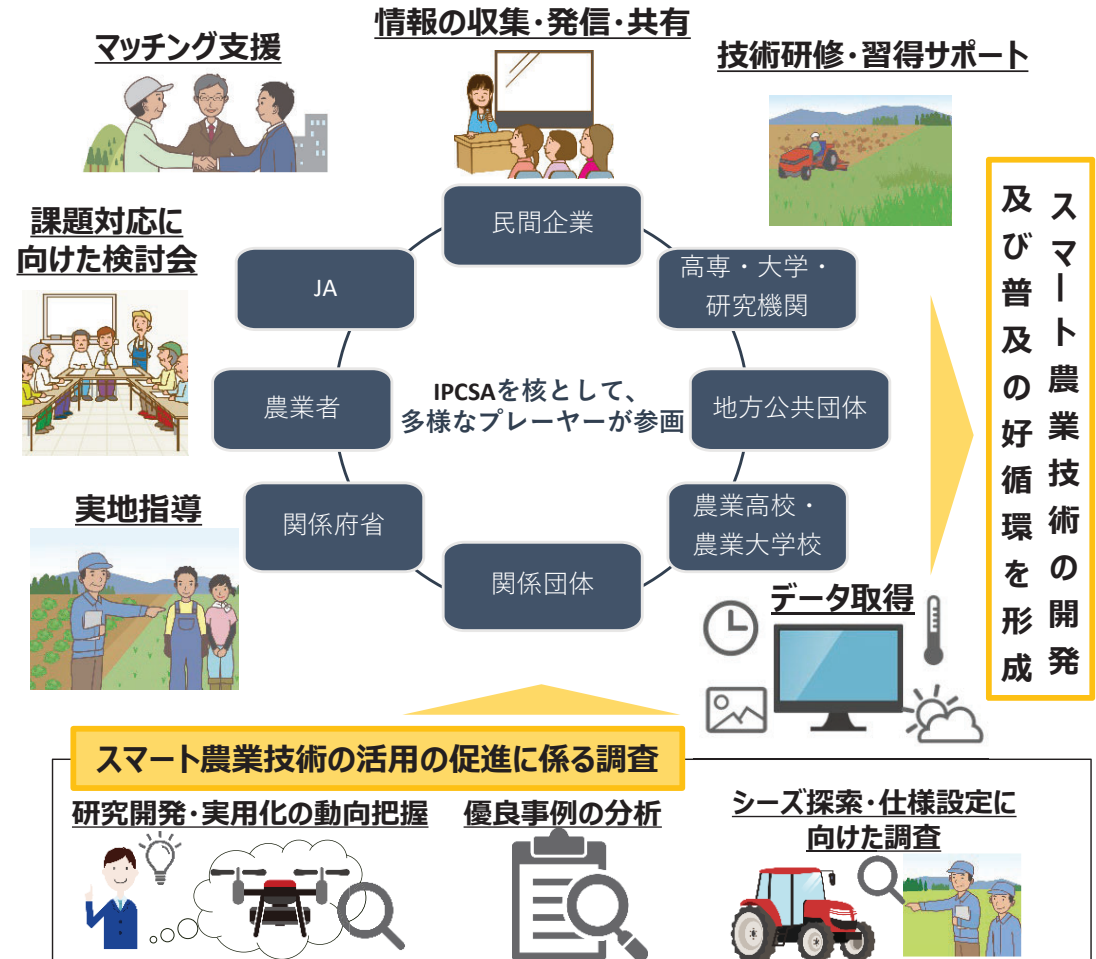 情報の収集・発信・共有
マッチング支援
技術研修・習得サポート
課題対応に
向けた検討会
民間企業
JA
高専・大学・
研究機関
農業者
IPCSAを核として、
多様なプレーヤーが参画
地方公共団体
実地指導
関係府省
農業高校・
農業大学校
関係団体
データ取得
スマート農業技術の開発
及び普及の好循環を形成
スマート農業技術の活用の促進に係る調査
研究開発・実用化の動向把握
優良事例の分析
シーズ探索・仕様設定に
向けた調査